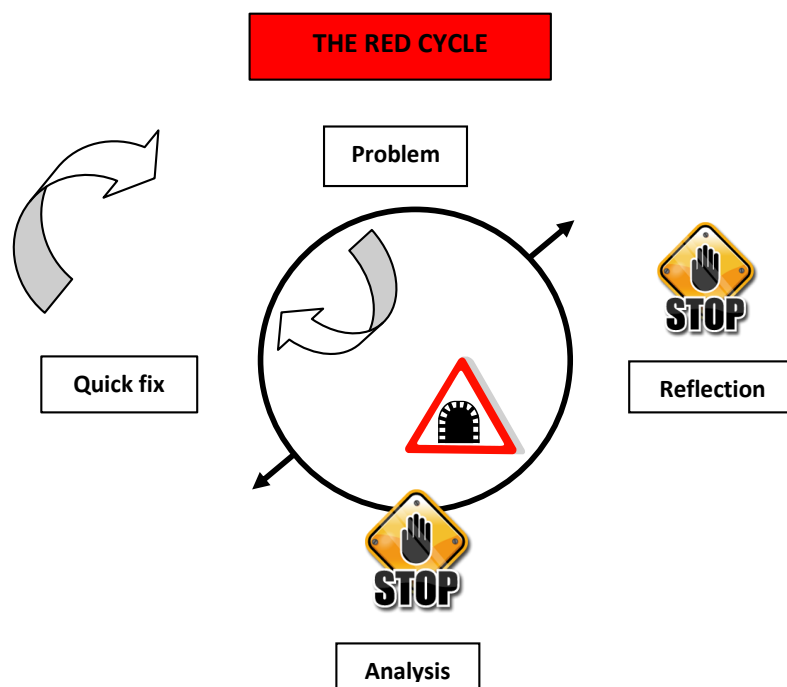 THE RED CYCLE
Problem
STOP
Quick fix
Reflection
STOP
Analysis